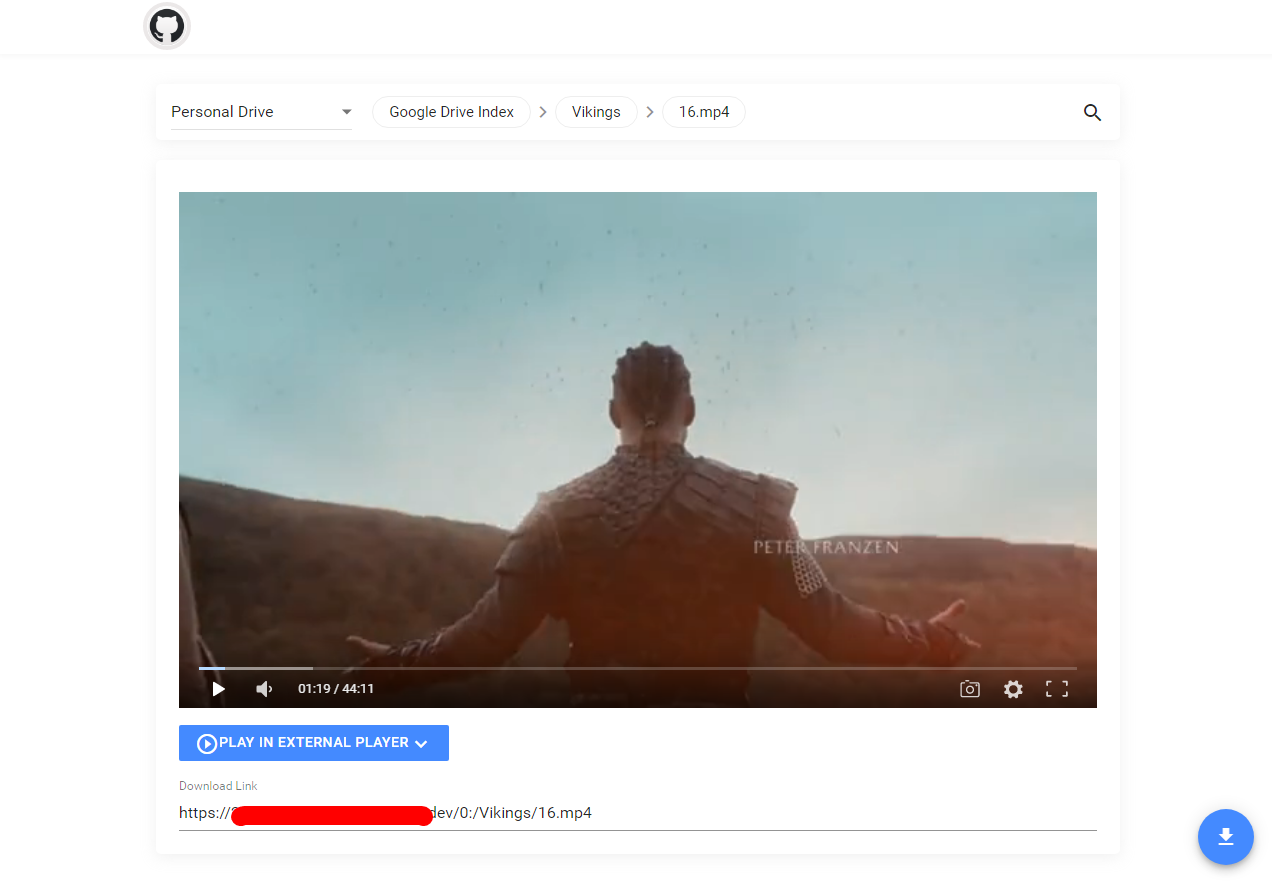 Personal Drive Google Drive Index Vikings 16.mp4
PETER FRANZEN
01:19 / 44:11
PLAY IN EXTERNAL PLAYER
Download Link
https:// dev/0:/Vikings/16.mp4